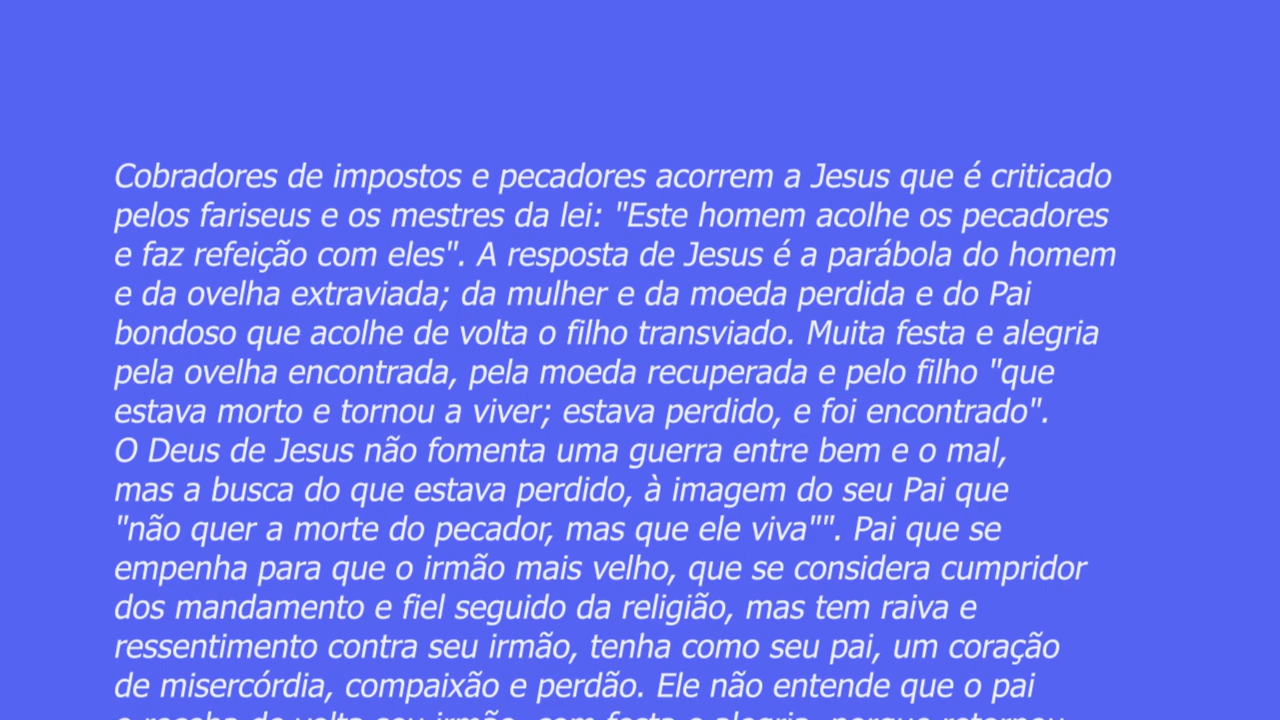 Cobradores de impostos e pecadores acorrem a Jesus que é criticado
pelos fariseus e os mestres da lei: "Este homem acolhe os pecadores
e faz refeição com eles". A resposta de Jesus é a parábola do homem
e da ovelha extraviada; da mulher e da moeda perdida e do Pai
bondoso que acolhe de volta o filho transviado. Muita festa e alegria
pela ovelha encontrada, pela moeda recuperada e pelo filho "que
estava morto e tornou a viver; estava perdido, e foi encontrado".
O Deus de Jesus não fomenta uma guerra entre bem e o mal,
mas a busca do que estava perdido, à imagem do seu Pai que
"não quer a morte do pecador, mas que ele viva"". Pai que se
empenha para que o irmão mais velho, que se considera cumpridor
dos mandamento e fiel seguido da religião, mas tem raiva e
ressentimento contra seu irmão, tenha como seu pai, um coração
de misercórdia, compaixão e perdão. Ele não entende que o pai